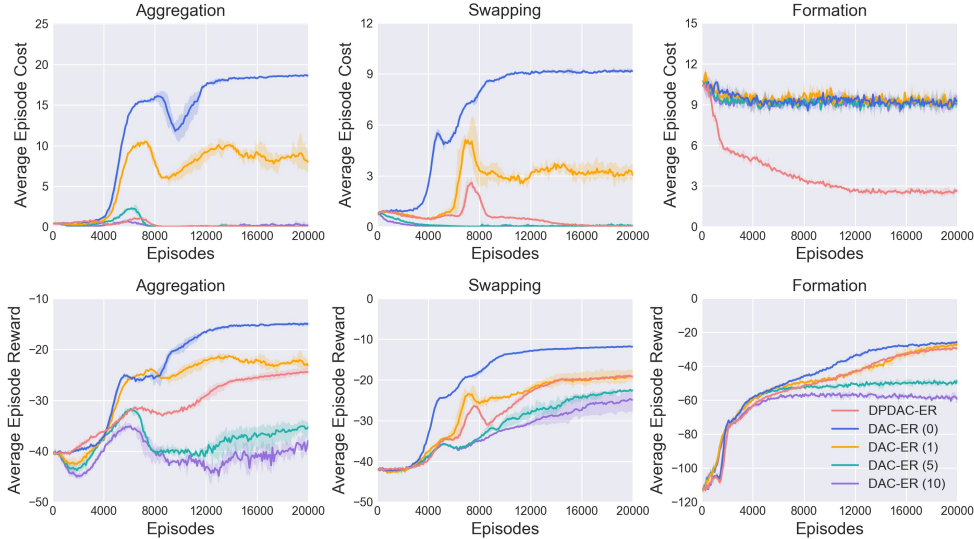 Aggregation
Average Episode Cost
25
20
15
10
5
0
0 4000 8000 12000 16000 20000
Episodes
Swapping
Average Episode Cost
12
9
6
3
0
0 4000 8000 12000 16000 20000
Episodes
Formation
Average Episode Cost
15
12
9
6
3
0
0 4000 8000 12000 16000 20000
Episodes
Aggregation
Average Episode Reward
−10
−20
−30
−40
−50
0 4000 8000 12000 16000 20000
Episodes
Swapping
Average Episode Reward
0
−10
−20
−30
−40
−50
0 4000 8000 12000 16000 20000
Episodes
Formation
Average Episode Reward
0
−20
−40
−60
−80
−100
−120
0 4000 8000 12000 16000 20000
Episodes
DPDAC-ER
DAC-ER (0)
DAC-ER (1)
DAC-ER (5)
DAC-ER (10)